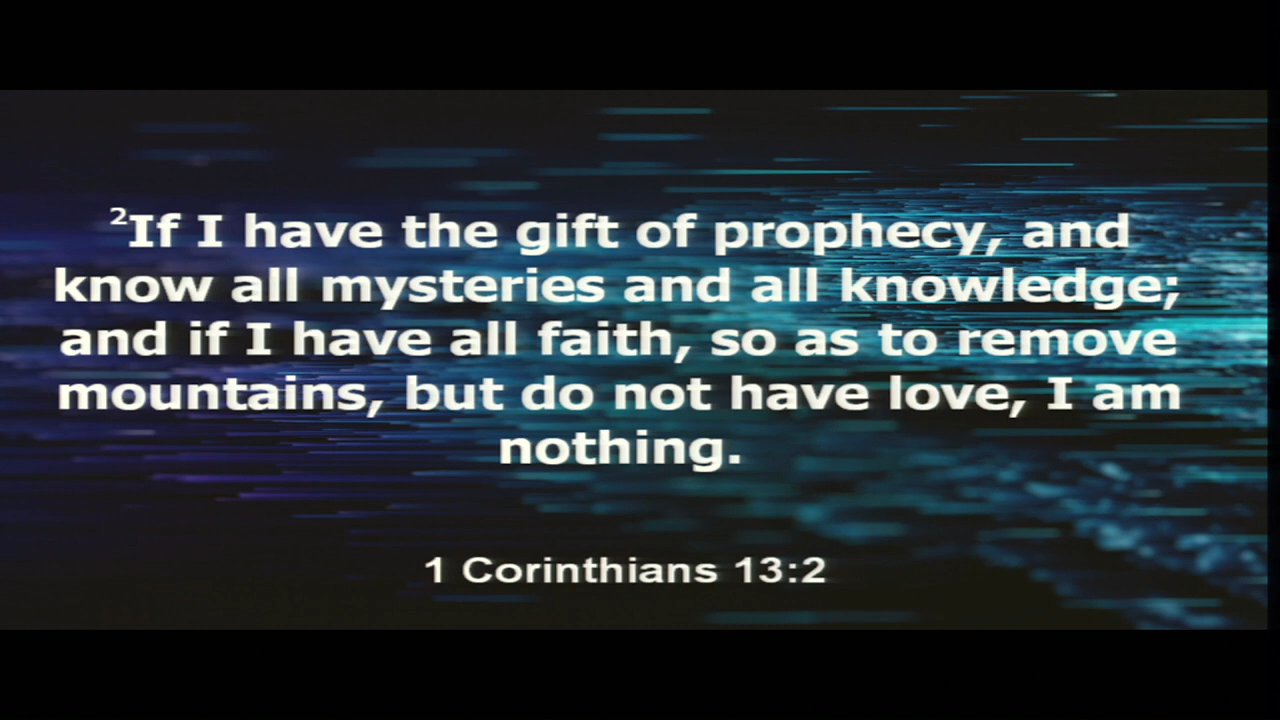 ²If I have the gift of prophecy, and
know all mysteries and all knowledge;
and if I have all faith, so as to remove
mountains, but do not have love, I am
nothing.
1 Corinthians 13:2